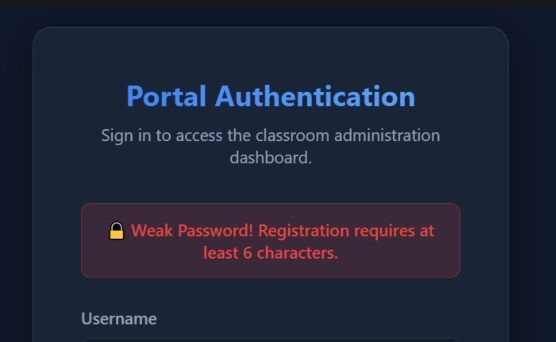 Portal Authentication
Sign in to access the classroom administration
dashboard.
🔒 Weak Password! Registration requires at
least 6 characters.
Username